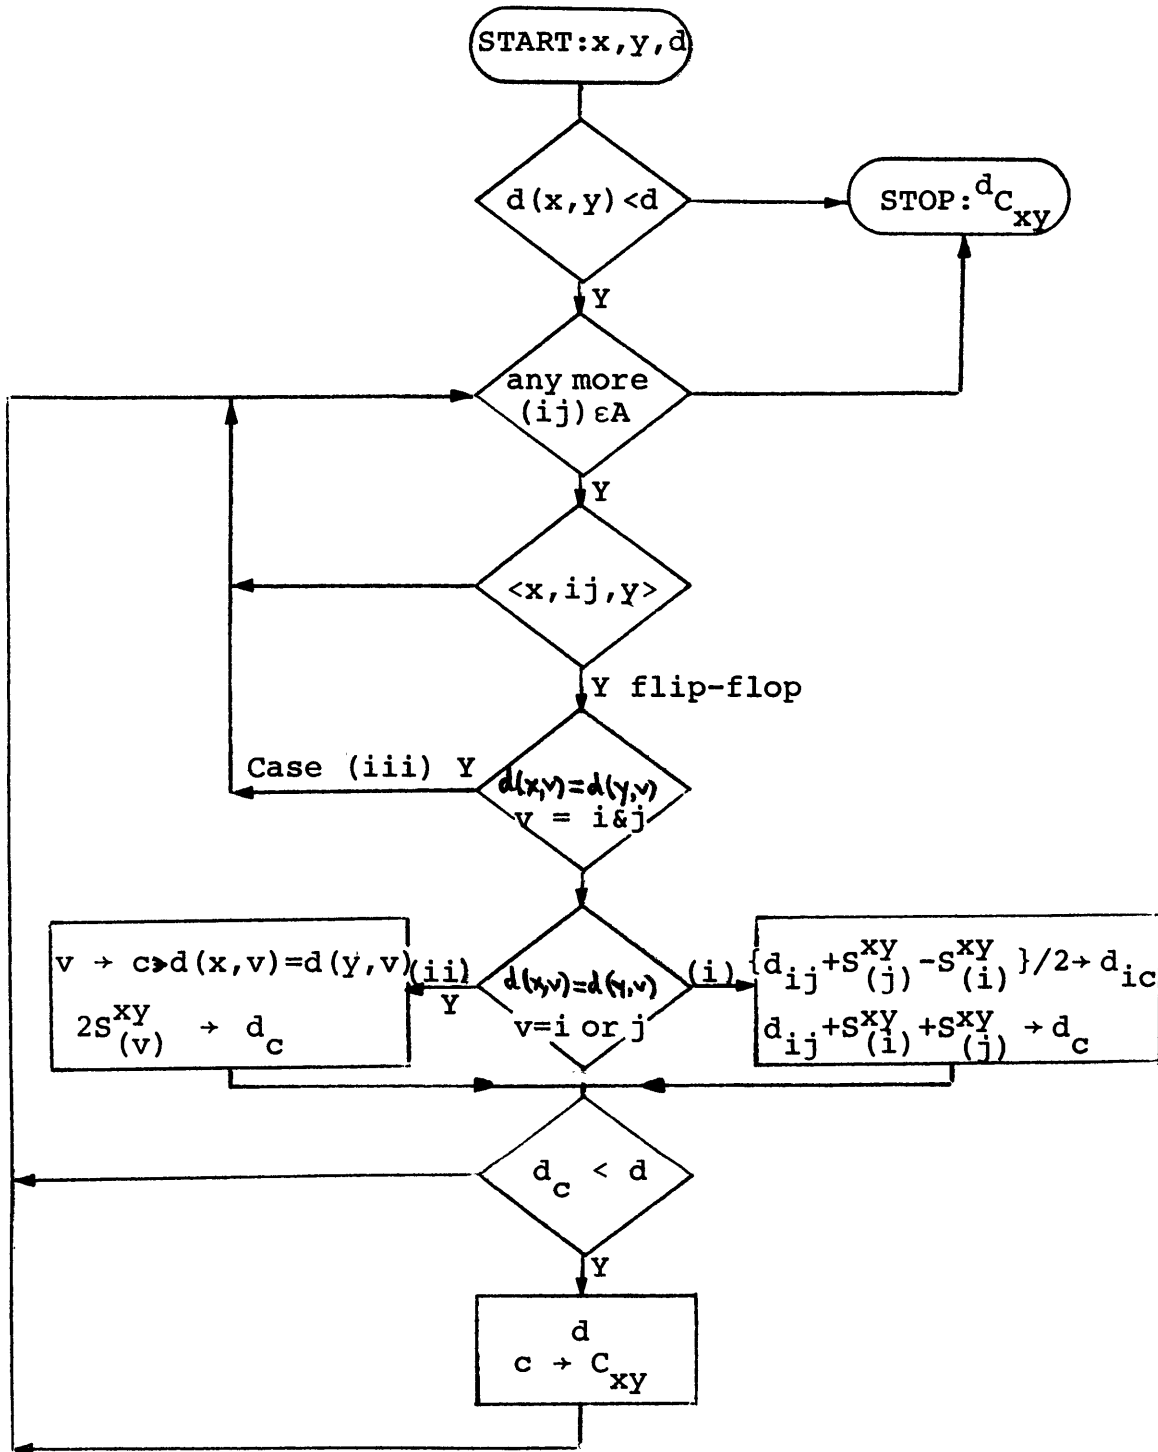 START:x,y,d
d(x,y)<d
STOP:dCxy
Y
any more
(ij)εA
Y
<x,ij,y>
Y flip-flop
Case (iii) Y
d(x,v)=d(y,v)
v = i&j
v → c∍d(x,v)=d(y,v)
2S(v)xy → dc
(ii)
Y
d(x,v)=d(y,v)
v=i or j
(i)
{dij+S(j)xy-S(i)xy}/2→dic
dij+S(i)xy+S(j)xy → dc
dc < d
Y
d
c → Cxy